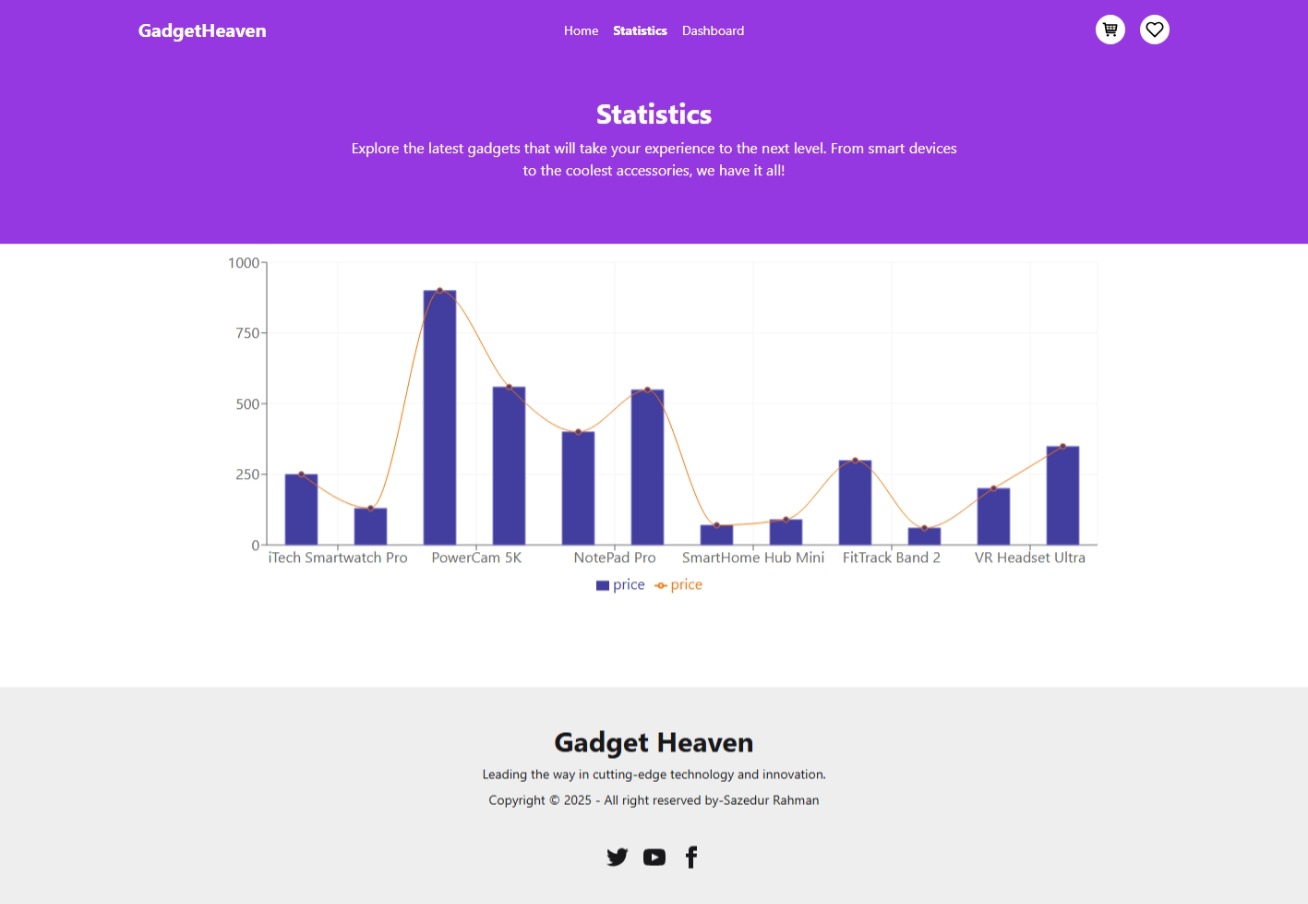 GadgetHeaven
Home Statistics Dashboard
Statistics
Explore the latest gadgets that will take your experience to the next level. From smart devices
to the coolest accessories, we have it all!
1000
750
500
250
0
iTech Smartwatch Pro PowerCam 5K NotePad Pro SmartHome Hub Mini FitTrack Band 2 VR Headset Ultra
price price
Gadget Heaven
Leading the way in cutting-edge technology and innovation.
Copyright © 2025 - All right reserved by-Sazedur Rahman